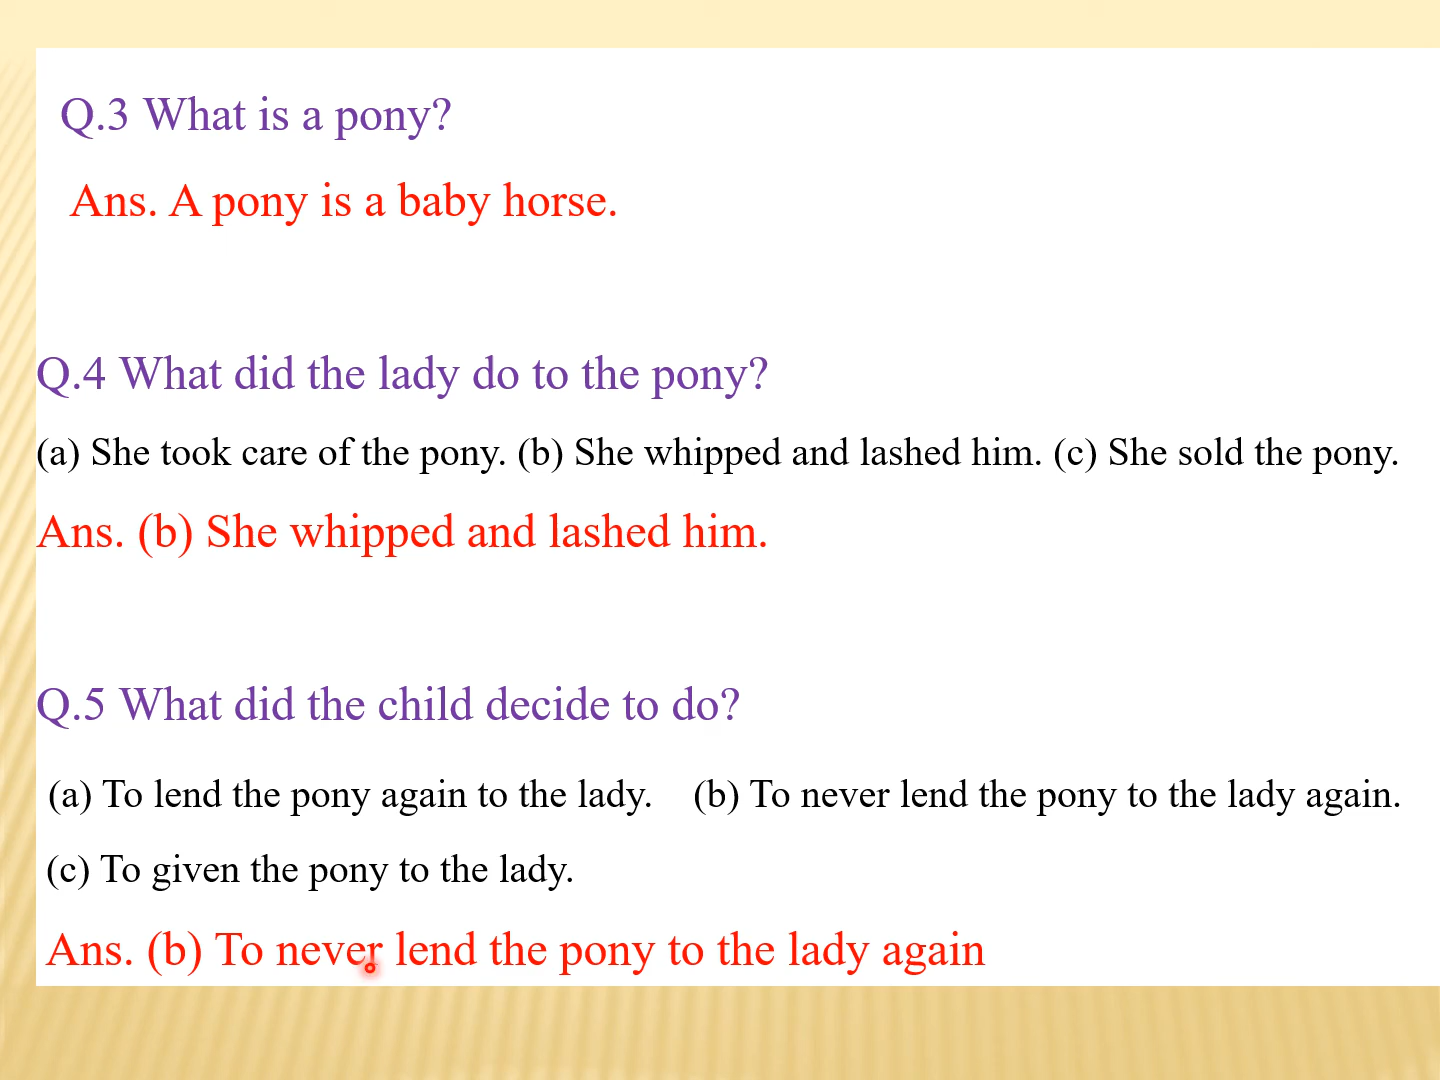 Q.3 What is a pony?
Ans. A pony is a baby horse.
Q.4 What did the lady do to the pony?
(a) She took care of the pony. (b) She whipped and lashed him. (c) She sold the pony.
Ans. (b) She whipped and lashed him.
Q.5 What did the child decide to do?
(a) To lend the pony again to the lady. (b) To never lend the pony to the lady again.
(c) To given the pony to the lady.
Ans. (b) To never lend the pony to the lady again